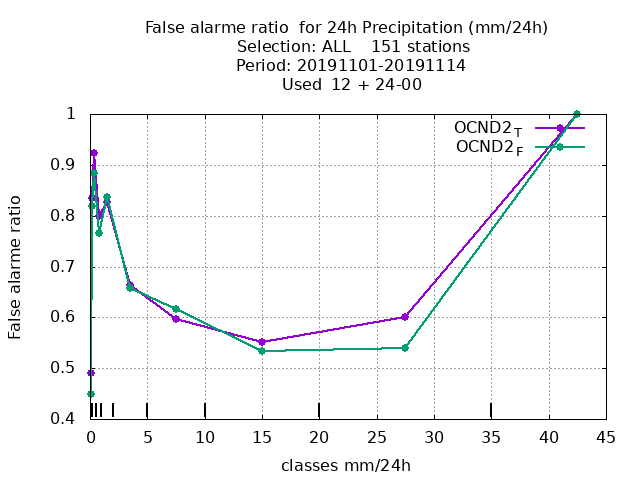 False alarme ratio  for 24h Precipitation (mm/24h)
Selection: ALL    151 stations
Period: 20191101-20191114
Used  12 + 24-00
OCND2T
OCND2F
1
0.9
0.8
0.7
0.6
0.5
0.4
False alarme ratio
0 5 10 15 20 25 30 35 40 45
classes mm/24h